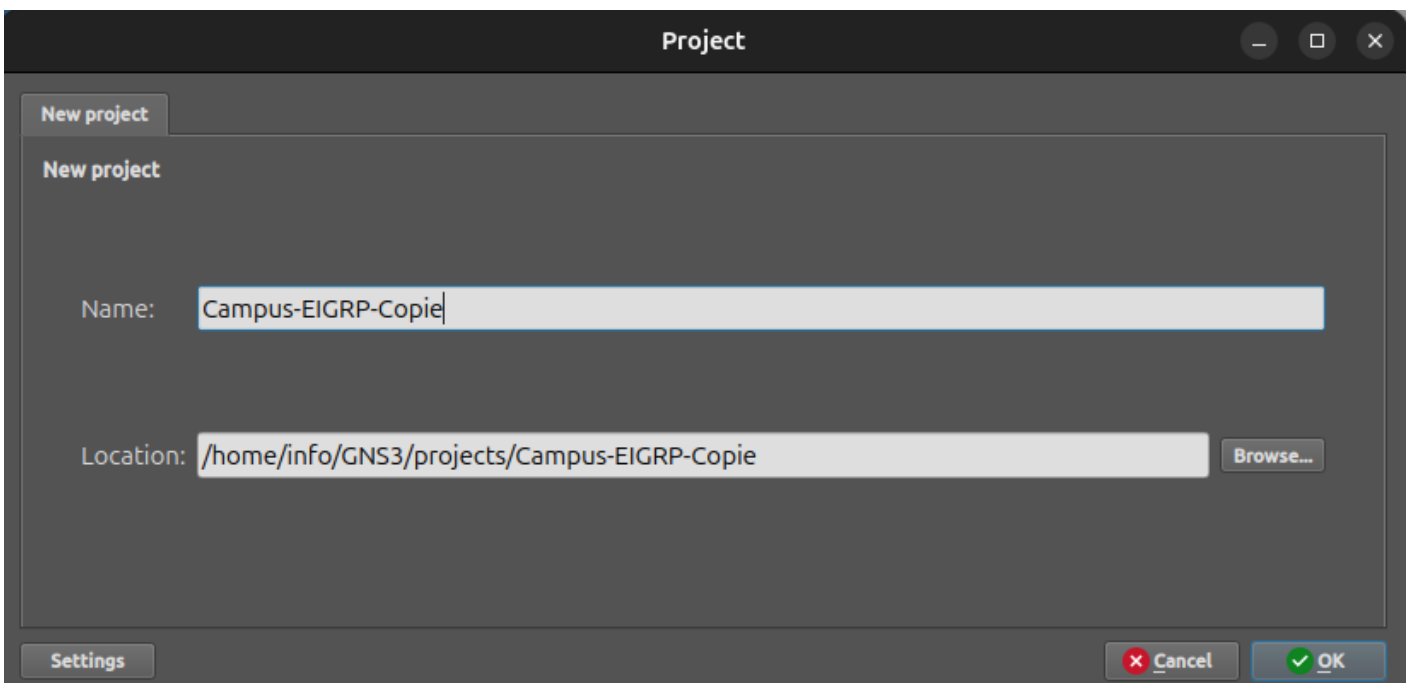 Project
New project
New project
Name: Campus-EIGRP-Copie
Location: /home/info/GNS3/projects/Campus-EIGRP-Copie Browse...
Settings Cancel OK